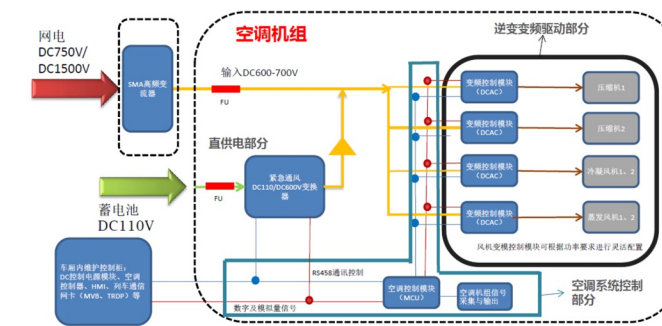 网电
DC750V/
DC1500V
SMA高频变
流器
空调机组
输入DC600-700V
FU
直供电部分
紧急通风
DC110/DC600V变换
器
FU
蓄电池
DC110V
逆变变频驱动部分
变频控制模块
（DCAC）
压缩机1
变频控制模块
（DCAC）
压缩机2
变频控制模块
（DCAC）
冷凝风机1、2
变频控制模块
（DCAC）
蒸发风机1、2
风机变模控制模块可根据功率要求进行灵活配置
车厢内维护控制柜：
DC控制电源模块、空调
控制器、HMI、列车通信
网卡（MVB、TRDP）等
RS458通讯控制
数字及模拟量信号
空调控制模块
（MCU）
空调机组信号
采集与输出
空调系统控制
部分